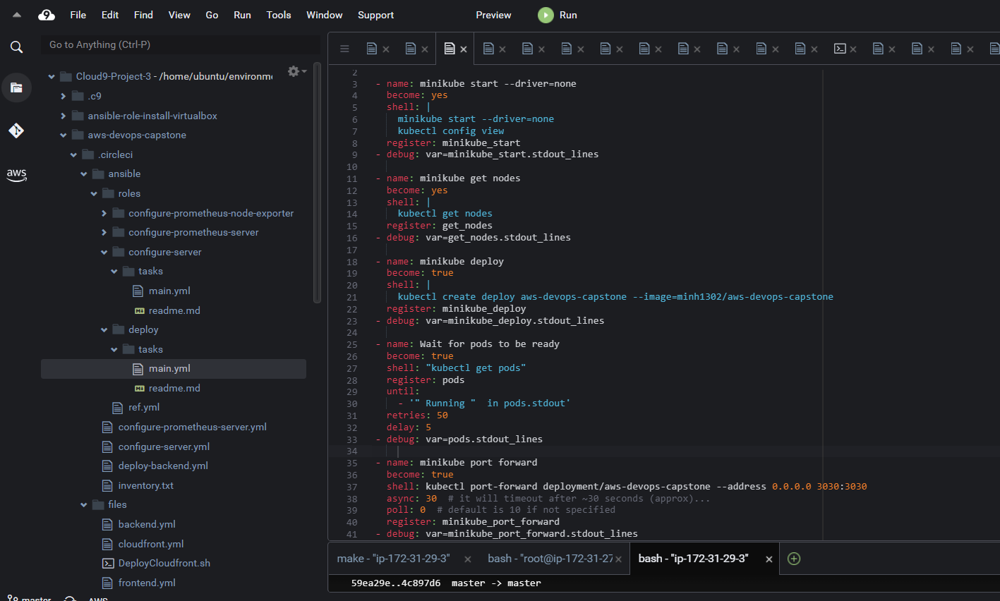 File Edit Find View Go Run Tools Window Support Preview Run
Go to Anything (Ctrl-P)
Cloud9-Project-3 - /home/ubuntu/environme
.c9
ansible-role-install-virtualbox
aws-devops-capstone
.circleci
ansible
roles
configure-prometheus-node-exporter
configure-prometheus-server
configure-server
tasks
main.yml
readme.md
deploy
tasks
main.yml
readme.md
ref.yml
configure-prometheus-server.yml
configure-server.yml
deploy-backend.yml
inventory.txt
files
backend.yml
cloudfront.yml
DeployCloudfront.sh
frontend.yml
aws
master AWS
2
3 - name: minikube start --driver=none
4 become: yes
5 shell: |
6 minikube start --driver=none
7 kubectl config view
8 register: minikube_start
9 - debug: var=minikube_start.stdout_lines
10
11 - name: minikube get nodes
12 become: yes
13 shell: |
14 kubectl get nodes
15 register: get_nodes
16 - debug: var=get_nodes.stdout_lines
17
18 - name: minikube deploy
19 become: true
20 shell: |
21 kubectl create deploy aws-devops-capstone --image=minh1302/aws-devops-capstone
22 register: minikube_deploy
23 - debug: var=minikube_deploy.stdout_lines
24
25 - name: Wait for pods to be ready
26 become: true
27 shell: "kubectl get pods"
28 register: pods
29 until:
30 - '" Running "  in pods.stdout'
31 retries: 50
32 delay: 5
33 - debug: var=pods.stdout_lines
34
35 - name: minikube port forward
36 become: true
37 shell: kubectl port-forward deployment/aws-devops-capstone --address 0.0.0.0 3030:3030
38 async: 30  # it will timeout after ~30 seconds (approx)...
39 poll: 0  # default is 10 if not specified
40 register: minikube_port_forward
41 - debug: var=minikube_port_forward.stdout_lines
make - "ip-172-31-29-3" bash - "root@ip-172-31-27 bash - "ip-172-31-29-3"
59ea29e..4c897d6  master -> master